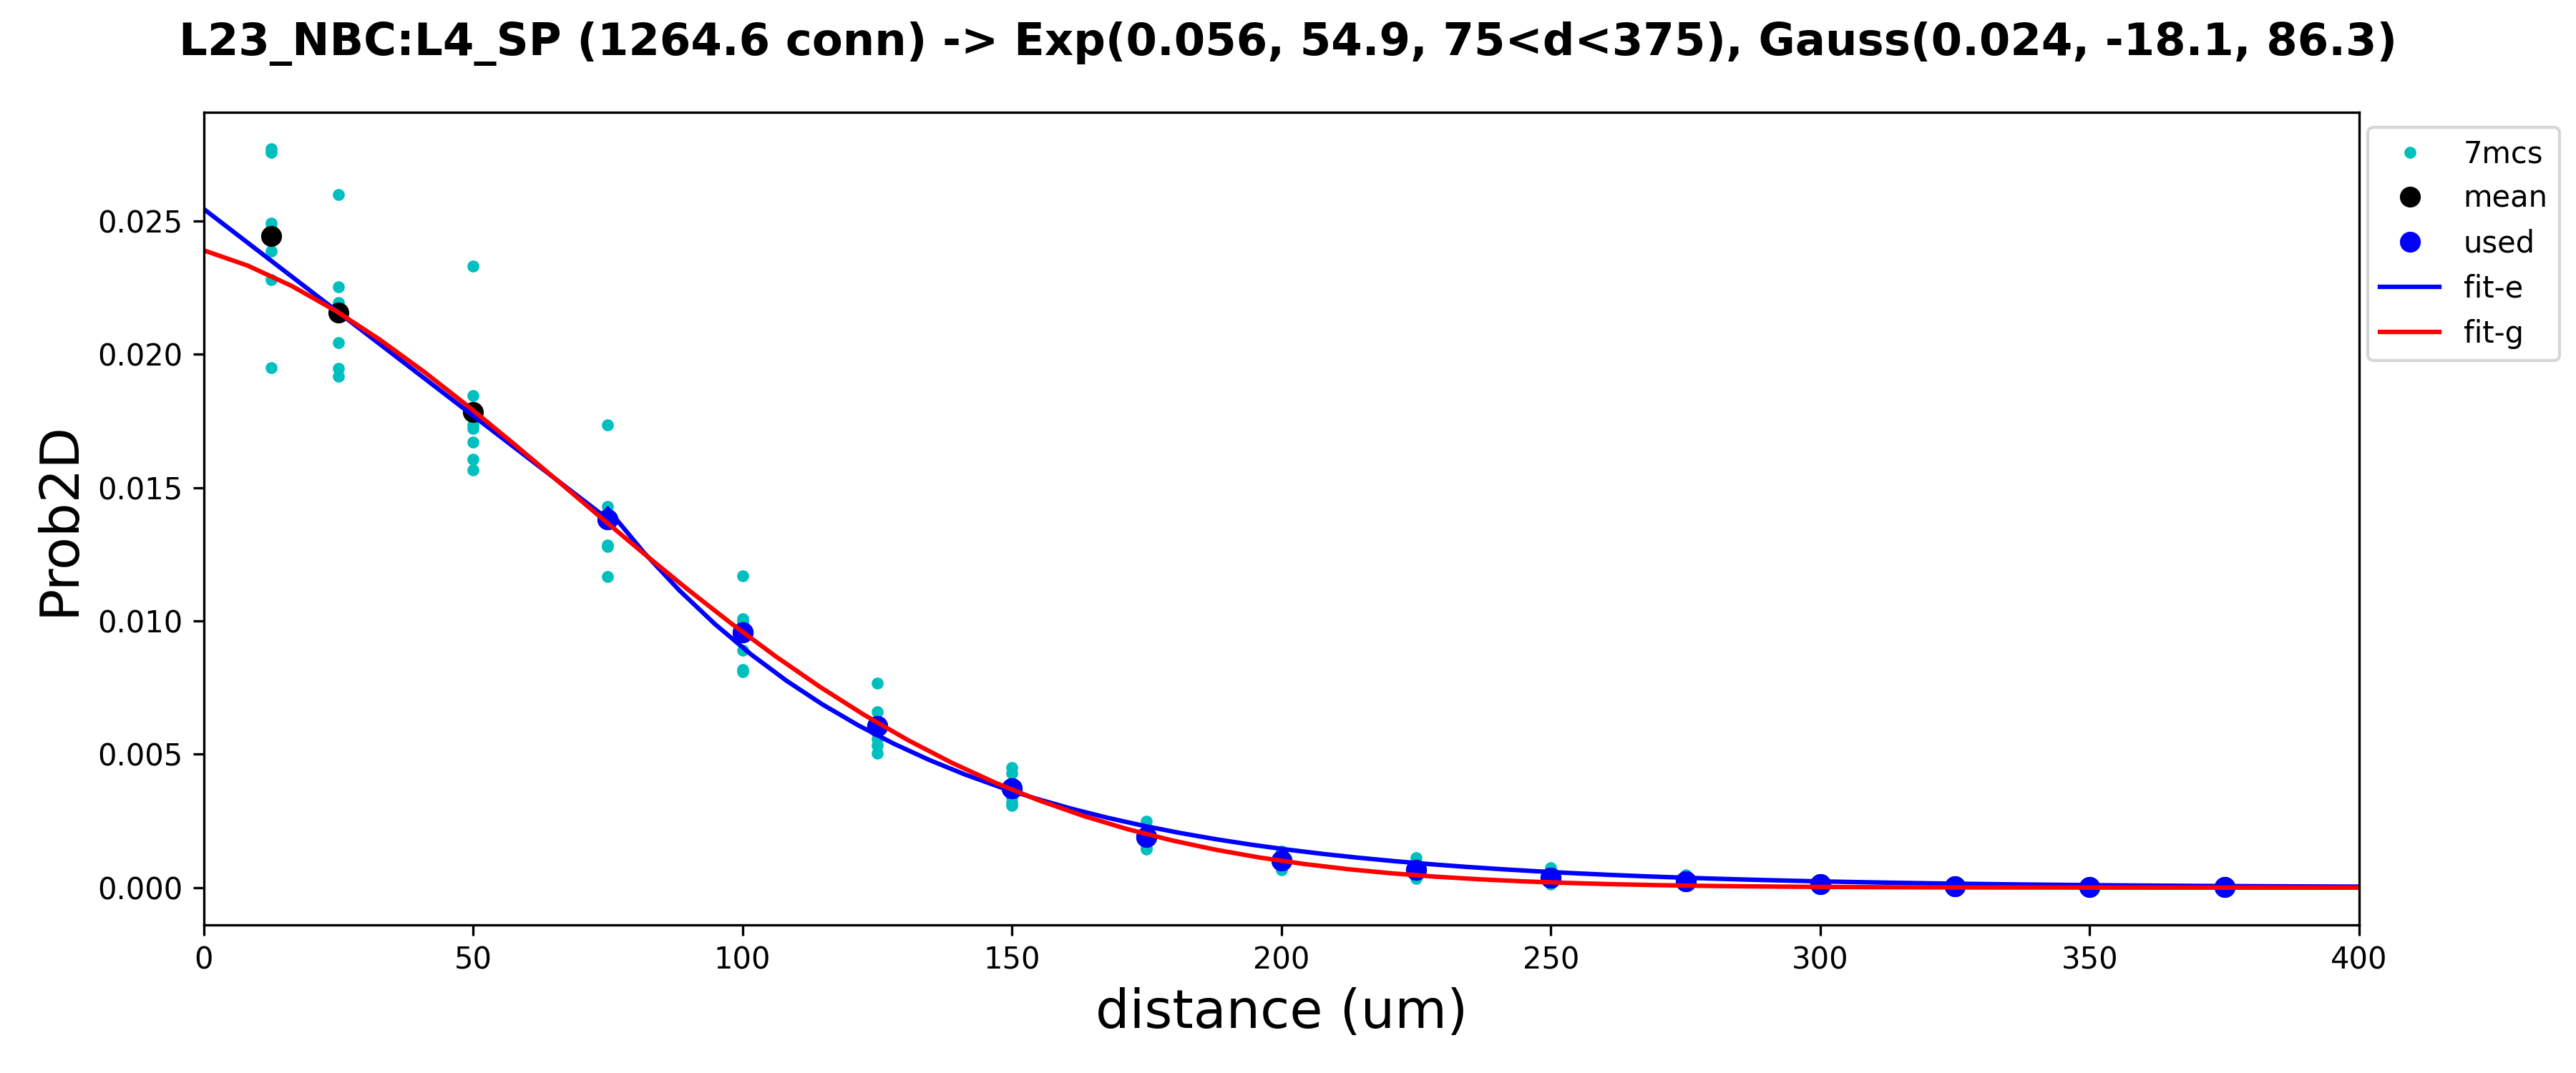 L23_NBC:L4_SP (1264.6 conn) -> Exp(0.056, 54.9, 75<d<375), Gauss(0.024, -18.1, 86.3)
7mcs
mean
used
fit-e
fit-g
Prob2D
0.025
0.020
0.015
0.010
0.005
0.000
0 50 100 150 200 250 300 350 400
distance (um)